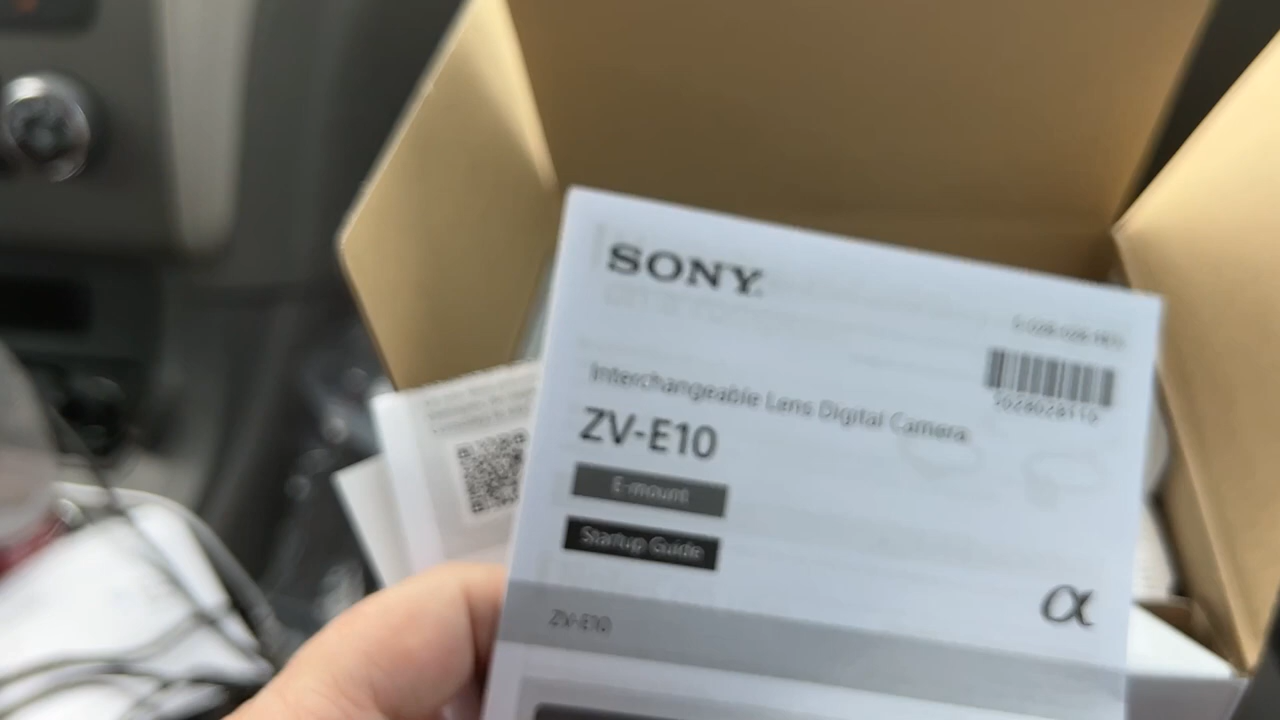 SONY
Interchangeable Lens Digital Camera
ZV-E10
E-mount
Startup Guide
α
ZV-E10